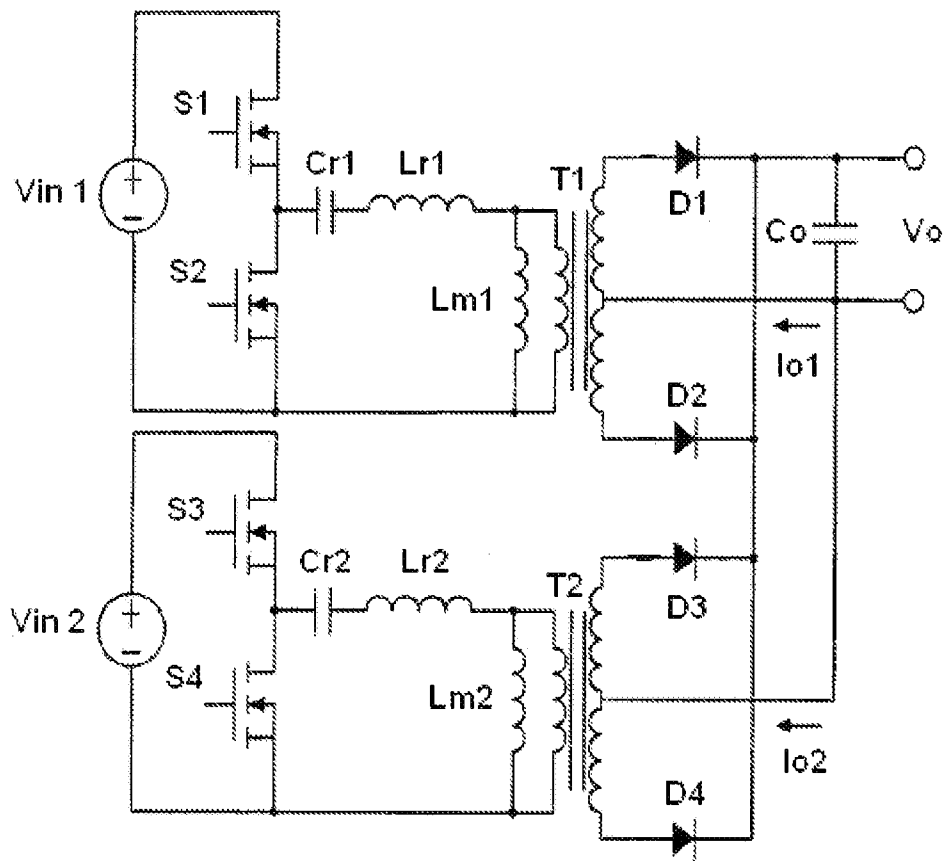 S1
Cr1
Lr1
T1
D1
Vin 1
+
−
Co
Vo
S2
Lm1
Io1
D2
S3
Cr2
Lr2
T2
D3
Vin 2
+
−
S4
Lm2
Io2
D4